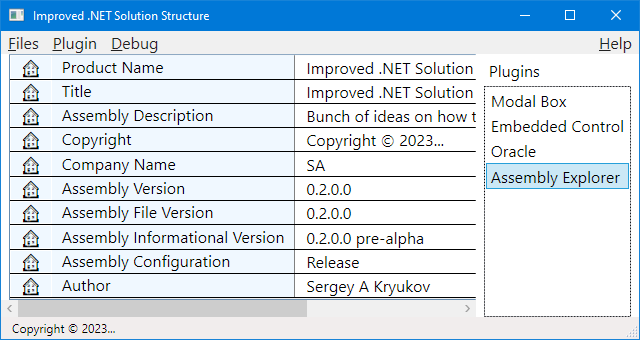 Improved .NET Solution Structure
Files Plugin Debug Help
Product Name Improved .NET Solution
Title Improved .NET Solution
Assembly Description Bunch of ideas on how t
Copyright Copyright © 2023...
Company Name SA
Assembly Version 0.2.0.0
Assembly File Version 0.2.0.0
Assembly Informational Version 0.2.0.0 pre-alpha
Assembly Configuration Release
Author Sergey A Kryukov
Plugins
Modal Box
Embedded Control
Oracle
Assembly Explorer
Copyright © 2023...